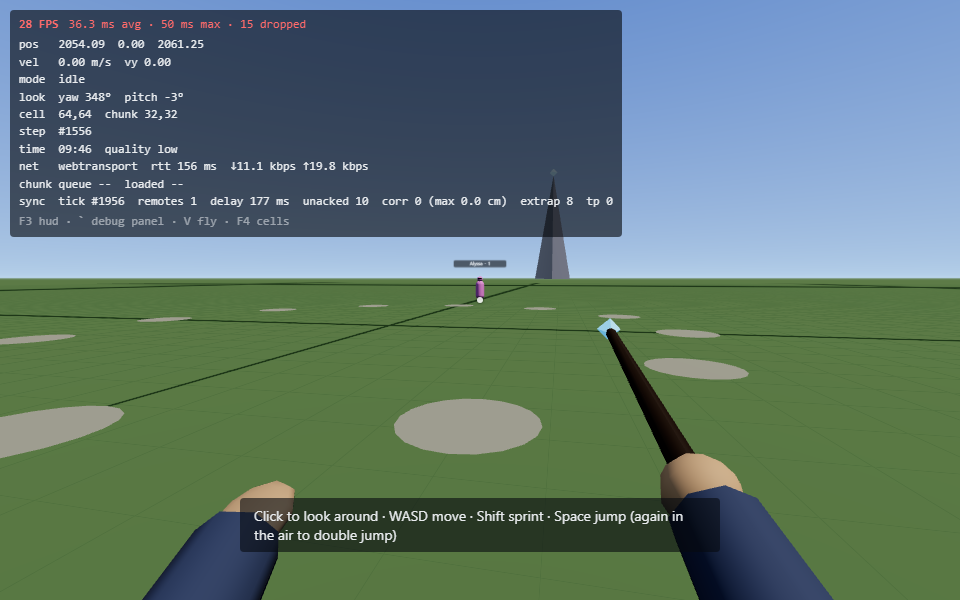 28 FPS 36.3 ms avg · 50 ms max · 15 dropped
pos 2054.09 0.00 2061.25
vel 0.00 m/s vy 0.00
mode idle
look yaw 348° pitch -3°
cell 64,64 chunk 32,32
step #1556
time 09:46 quality low
net webtransport rtt 156 ms ↓11.1 kbps ↑19.8 kbps
chunk queue -- loaded --
sync tick #1956 remotes 1 delay 177 ms unacked 10 corr 0 (max 0.0 cm) extrap 8 tp 0
F3 hud · ` debug panel · V fly · F4 cells
Click to look around · WASD move · Shift sprint · Space jump (again in
the air to double jump)